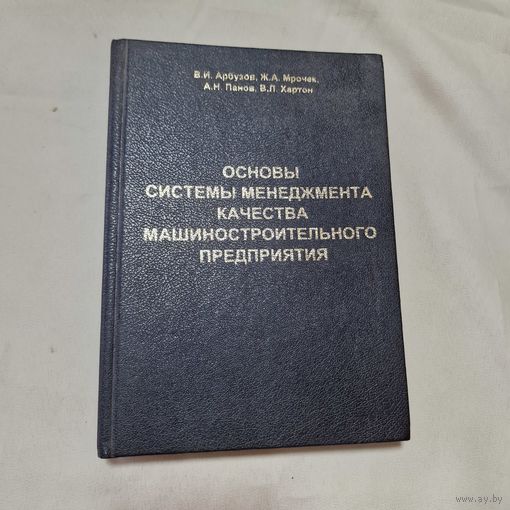 В.И. Арбузов, Ж.А. Мрочек,
А.Н. Панов, В.Л. Хартон
ОСНОВЫ
СИСТЕМЫ МЕНЕДЖМЕНТА
КАЧЕСТВА
МАШИНОСТРОИТЕЛЬНОГО
ПРЕДПРИЯТИЯ
www.ay.by